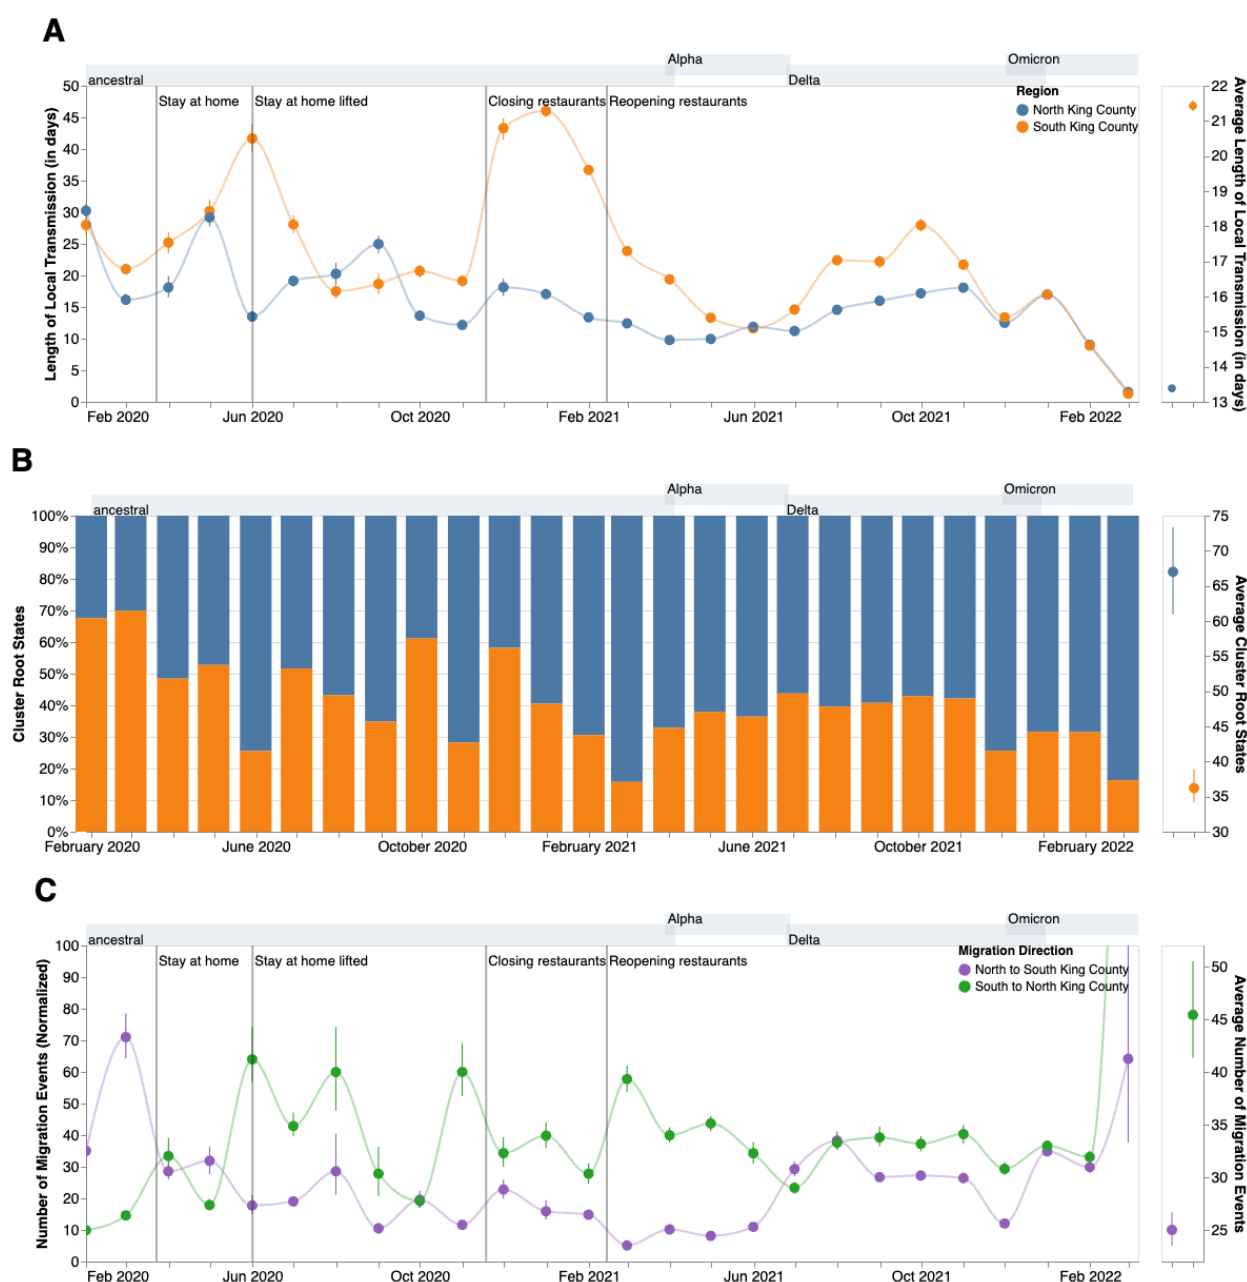 A
Alpha
Omicron
ancestral
Delta
Stay at home
Stay at home lifted
Closing restaurants
Reopening restaurants
Region
North King County
South King County
Length of Local Transmission (in days)
50
45
40
35
30
25
20
15
10
5
0
Feb 2020
Jun 2020
Oct 2020
Feb 2021
Jun 2021
Oct 2021
Feb 2022
22
21
20
19
18
17
16
15
14
13
Average Length of Local Transmission (in days)
B
Alpha
Omicron
ancestral
Delta
Cluster Root States
100%
90%
80%
70%
60%
50%
40%
30%
20%
10%
0%
February 2020
June 2020
October 2020
February 2021
June 2021
October 2021
February 2022
75
70
65
60
55
50
45
40
35
30
Average Cluster Root States
C
Alpha
Omicron
ancestral
Delta
Stay at home
Stay at home lifted
Closing restaurants
Reopening restaurants
Migration Direction
North to South King County
South to North King County
Number of Migration Events (Normalized)
100
90
80
70
60
50
40
30
20
10
0
Feb 2020
Jun 2020
Oct 2020
Feb 2021
Jun 2021
Oct 2021
Feb 2022
50
45
40
35
30
25
Average Number of Migration Events